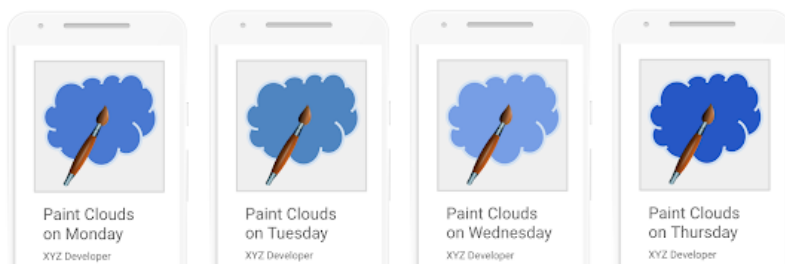 Paint Clouds
on Monday
XYZ Developer
Paint Clouds
on Tuesday
XYZ Developer
Paint Clouds
on Wednesday
XYZ Developer
Paint Clouds
on Thursday
XYZ Developer